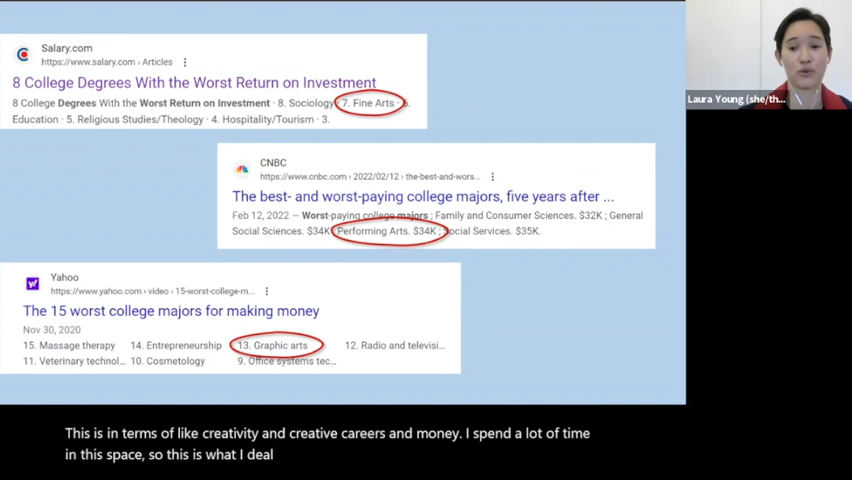 Salary.com
https://www.salary.com › Articles
8 College Degrees With the Worst Return on Investment
8 College Degrees With the Worst Return on Investment · 8. Sociology · 7. Fine Arts · 6.
Education · 5. Religious Studies/Theology · 4. Hospitality/Tourism · 3.
CNBC
https://www.cnbc.com › 2022/02/12 › the-best-and-wors...
The best- and worst-paying college majors, five years after ...
Feb 12, 2022 — Worst-paying college majors ; Family and Consumer Sciences. $32K ; General
Social Sciences. $34K ; Performing Arts. $34K ; Social Services. $35K.
Yahoo
https://www.yahoo.com › video › 15-worst-college-m...
The 15 worst college majors for making money
Nov 30, 2020
15. Massage therapy 14. Entrepreneurship 13. Graphic arts 12. Radio and televisi...
11. Veterinary technol... 10. Cosmetology 9. Office systems tec...
Laura Young (she/th...
This is in terms of like creativity and creative careers and money. I spend a lot of time
in this space, so this is what I deal